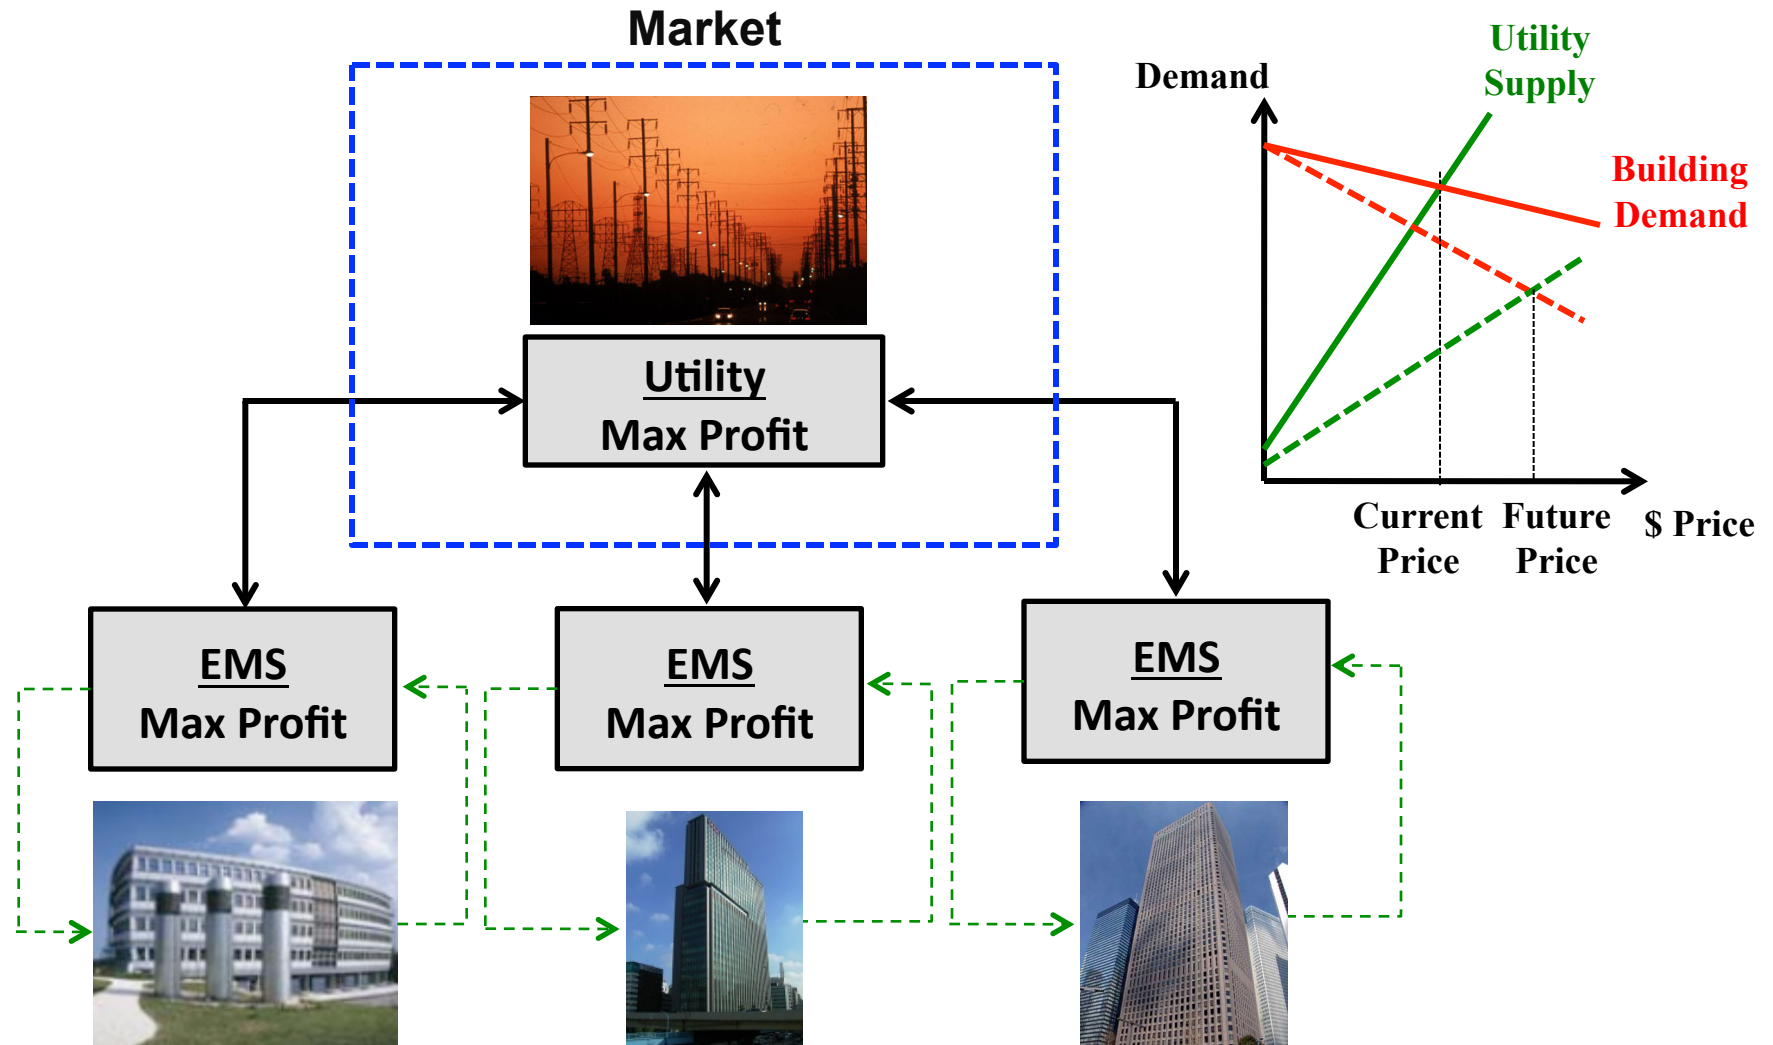 Market
Utility
Max Profit
EMS
Max Profit
EMS
Max Profit
EMS
Max Profit
Demand
Utility
Supply
Building
Demand
Current
Price
Future
Price
$ Price